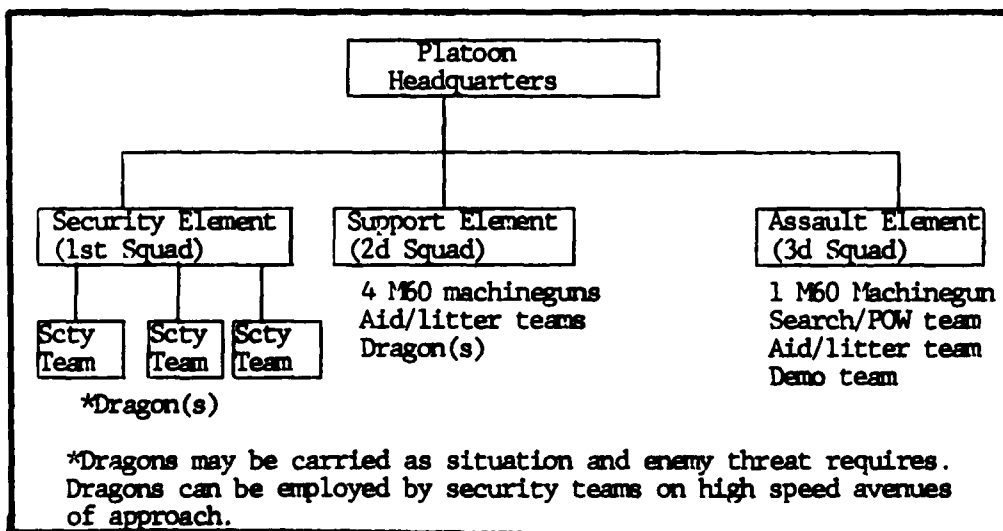 Platoon
Headquarters
Security Element
(1st Squad)
Support Element
(2d Squad)
Assault Element
(3d Squad)
4 M60 machineguns
Aid/litter teams
Dragon(s)
1 M60 Machinegun
Search/POW team
Aid/litter team
Demo team
Scty
Team
Scty
Team
Scty
Team
*Dragon(s)
*Dragons may be carried as situation and enemy threat requires.
Dragons can be employed by security teams on high speed avenues
of approach.